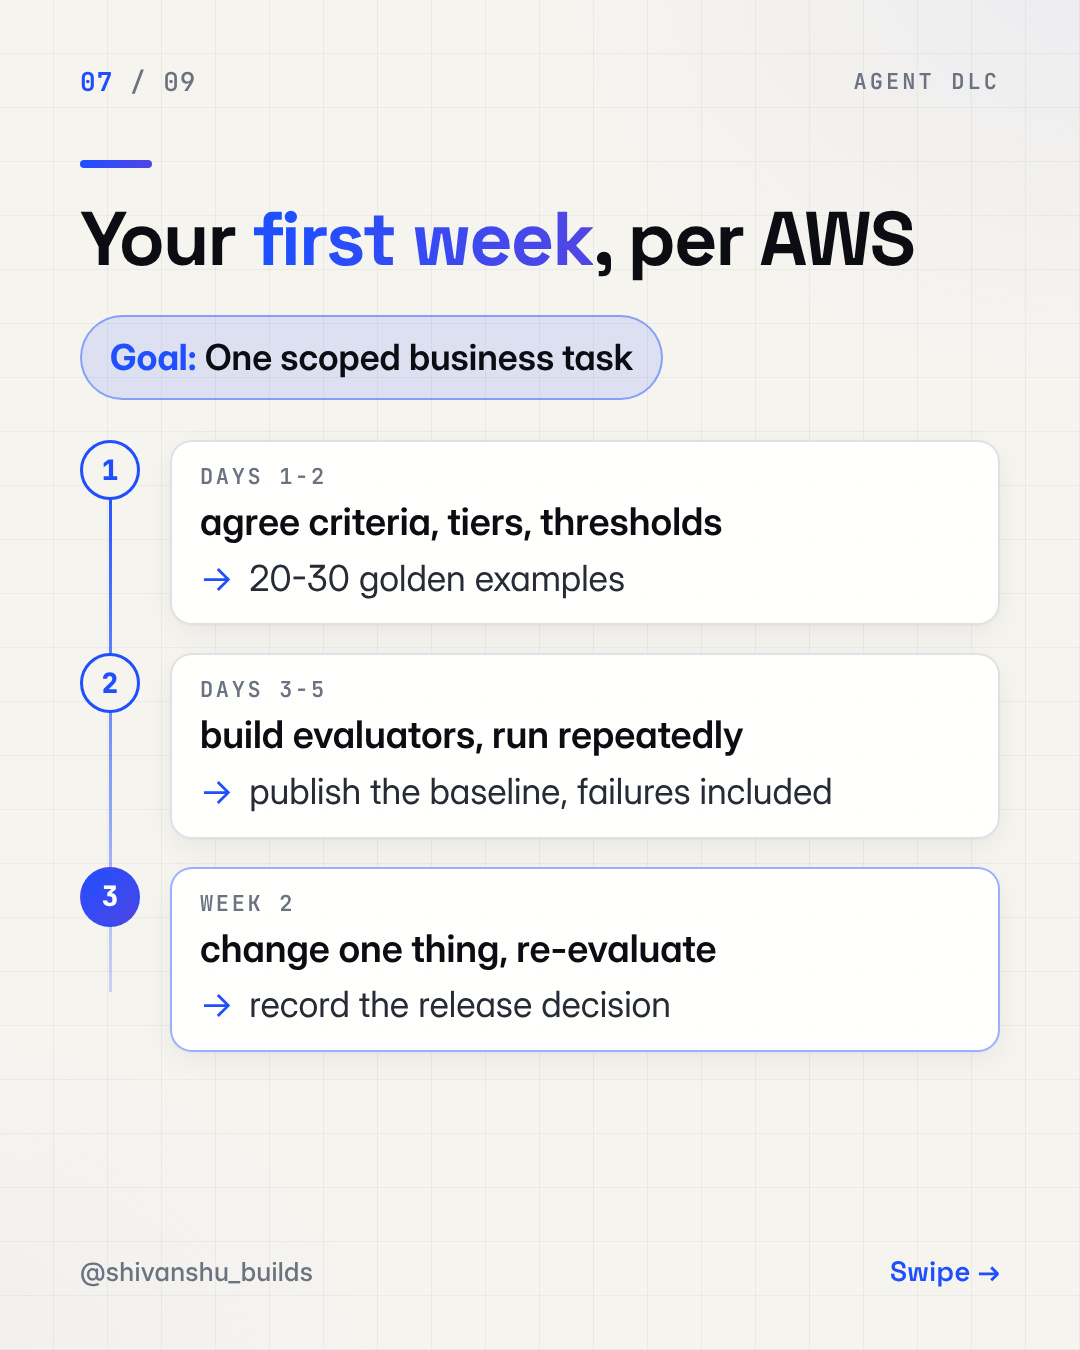 07 / 09
AGENT DLC
Your first week, per AWS
Goal: One scoped business task
1
DAYS 1-2
agree criteria, tiers, thresholds
→ 20-30 golden examples
2
DAYS 3-5
build evaluators, run repeatedly
→ publish the baseline, failures included
3
WEEK 2
change one thing, re-evaluate
→ record the release decision
@shivanshu_builds
Swipe →